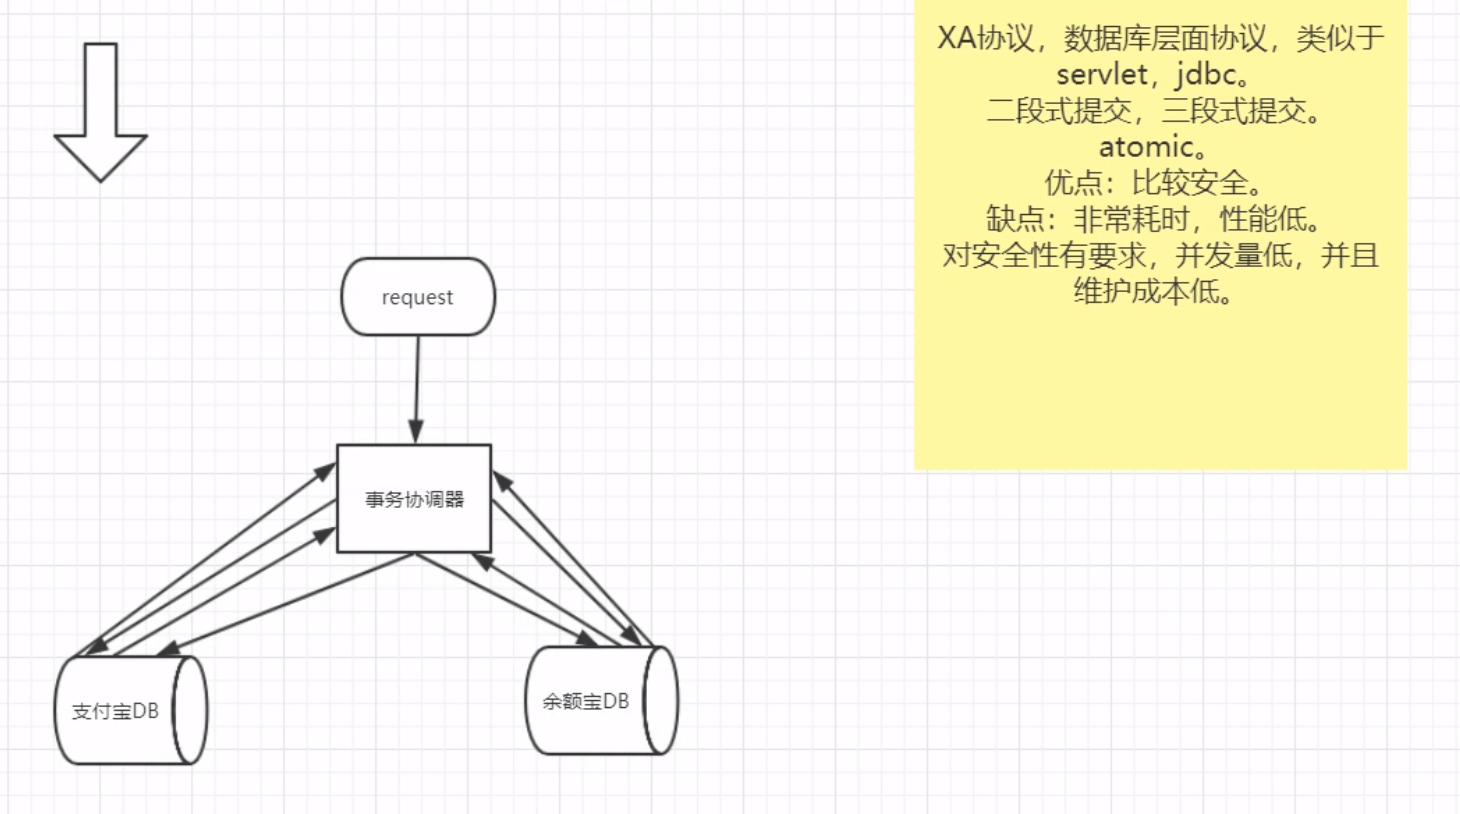 XA协议，数据库层面协议，类似于
servlet，jdbc。
二段式提交，三段式提交。
atomic。
优点：比较安全。
缺点：非常耗时，性能低。
对安全性有要求，并发量低，并且
维护成本低。
request
事务协调器
支付宝DB
余额宝DB